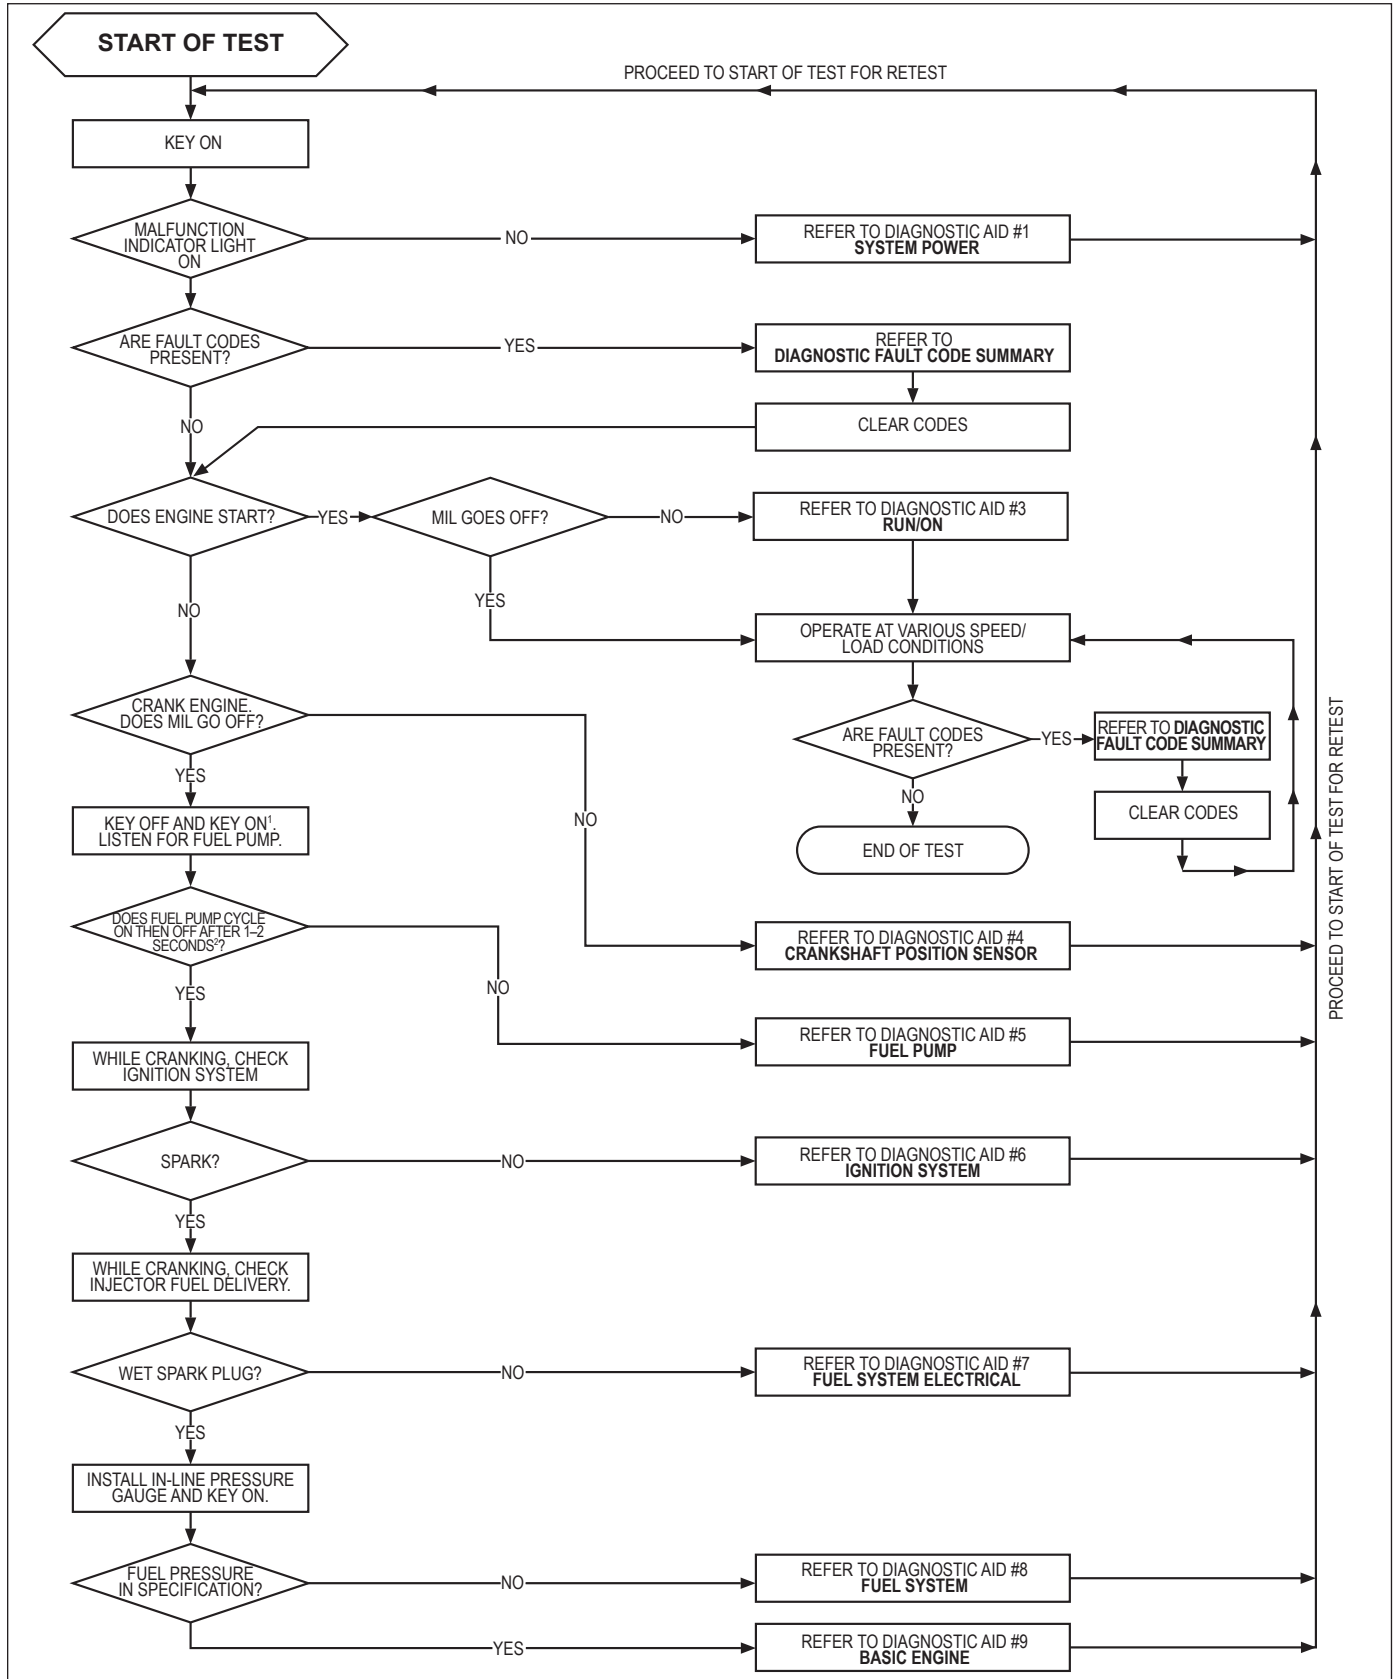 START OF TEST
PROCEED TO START OF TEST FOR RETEST
KEY ON
MALFUNCTION
INDICATOR LIGHT
ON
NO
REFER TO DIAGNOSTIC AID #1
SYSTEM POWER
ARE FAULT CODES
PRESENT?
YES
REFER TO
DIAGNOSTIC FAULT CODE SUMMARY
CLEAR CODES
NO
DOES ENGINE START?
YES
MIL GOES OFF?
NO
REFER TO DIAGNOSTIC AID #3
RUN/ON
YES
NO
OPERATE AT VARIOUS SPEED/
LOAD CONDITIONS
CRANK ENGINE.
DOES MIL GO OFF?
ARE FAULT CODES
PRESENT?
YES
REFER TO DIAGNOSTIC
FAULT CODE SUMMARY
CLEAR CODES
NO
END OF TEST
PROCEED TO START OF TEST FOR RETEST
YES
KEY OFF AND KEY ON¹.
LISTEN FOR FUEL PUMP.
NO
DOES FUEL PUMP CYCLE
ON THEN OFF AFTER 1–2
SECONDS²?
REFER TO DIAGNOSTIC AID #4
CRANKSHAFT POSITION SENSOR
YES
NO
REFER TO DIAGNOSTIC AID #5
FUEL PUMP
WHILE CRANKING, CHECK
IGNITION SYSTEM
SPARK?
NO
REFER TO DIAGNOSTIC AID #6
IGNITION SYSTEM
YES
WHILE CRANKING, CHECK
INJECTOR FUEL DELIVERY.
WET SPARK PLUG?
NO
REFER TO DIAGNOSTIC AID #7
FUEL SYSTEM ELECTRICAL
YES
INSTALL IN-LINE PRESSURE
GAUGE AND KEY ON.
FUEL PRESSURE
IN SPECIFICATION?
NO
REFER TO DIAGNOSTIC AID #8
FUEL SYSTEM
YES
REFER TO DIAGNOSTIC AID #9
BASIC ENGINE